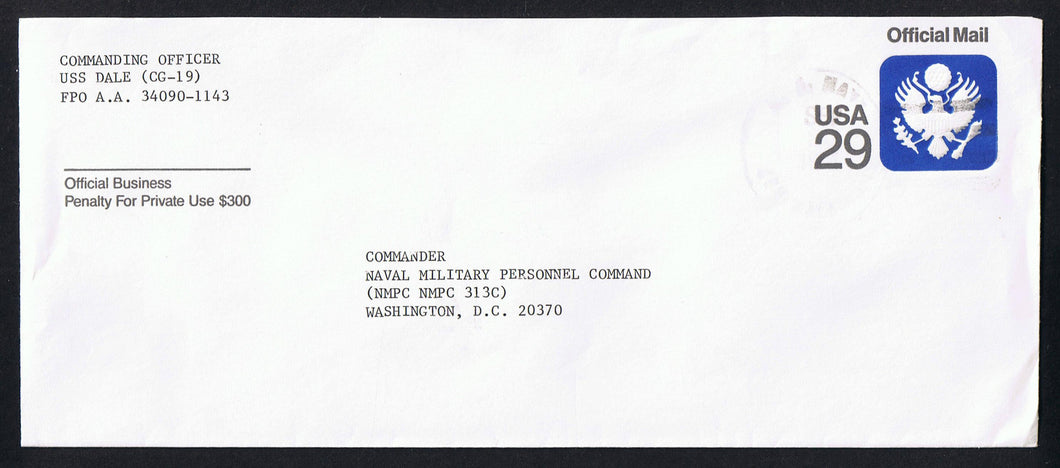 COMMANDING OFFICER
USS DALE (CG-19)
FPO A.A. 34090-1143
Official Business
Penalty For Private Use $300
Official Mail
USA
29
COMMANDER
NAVAL MILITARY PERSONNEL COMMAND
(NMPC NMPC 313C)
WASHINGTON, D.C. 20370